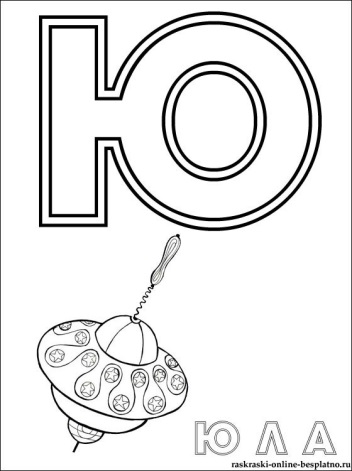 Ю
Ю Л А
raskraski-online-besplatno.ru